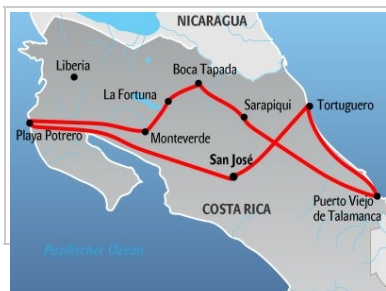 NICARAGUA
Liberia
Boca Tapada
La Fortuna
Sarapiqui
Tortuguero
Playa Potrero
Monteverde
San José
COSTA RICA
Puerto Viejo
de Talamanca
Pazifischer Ozean